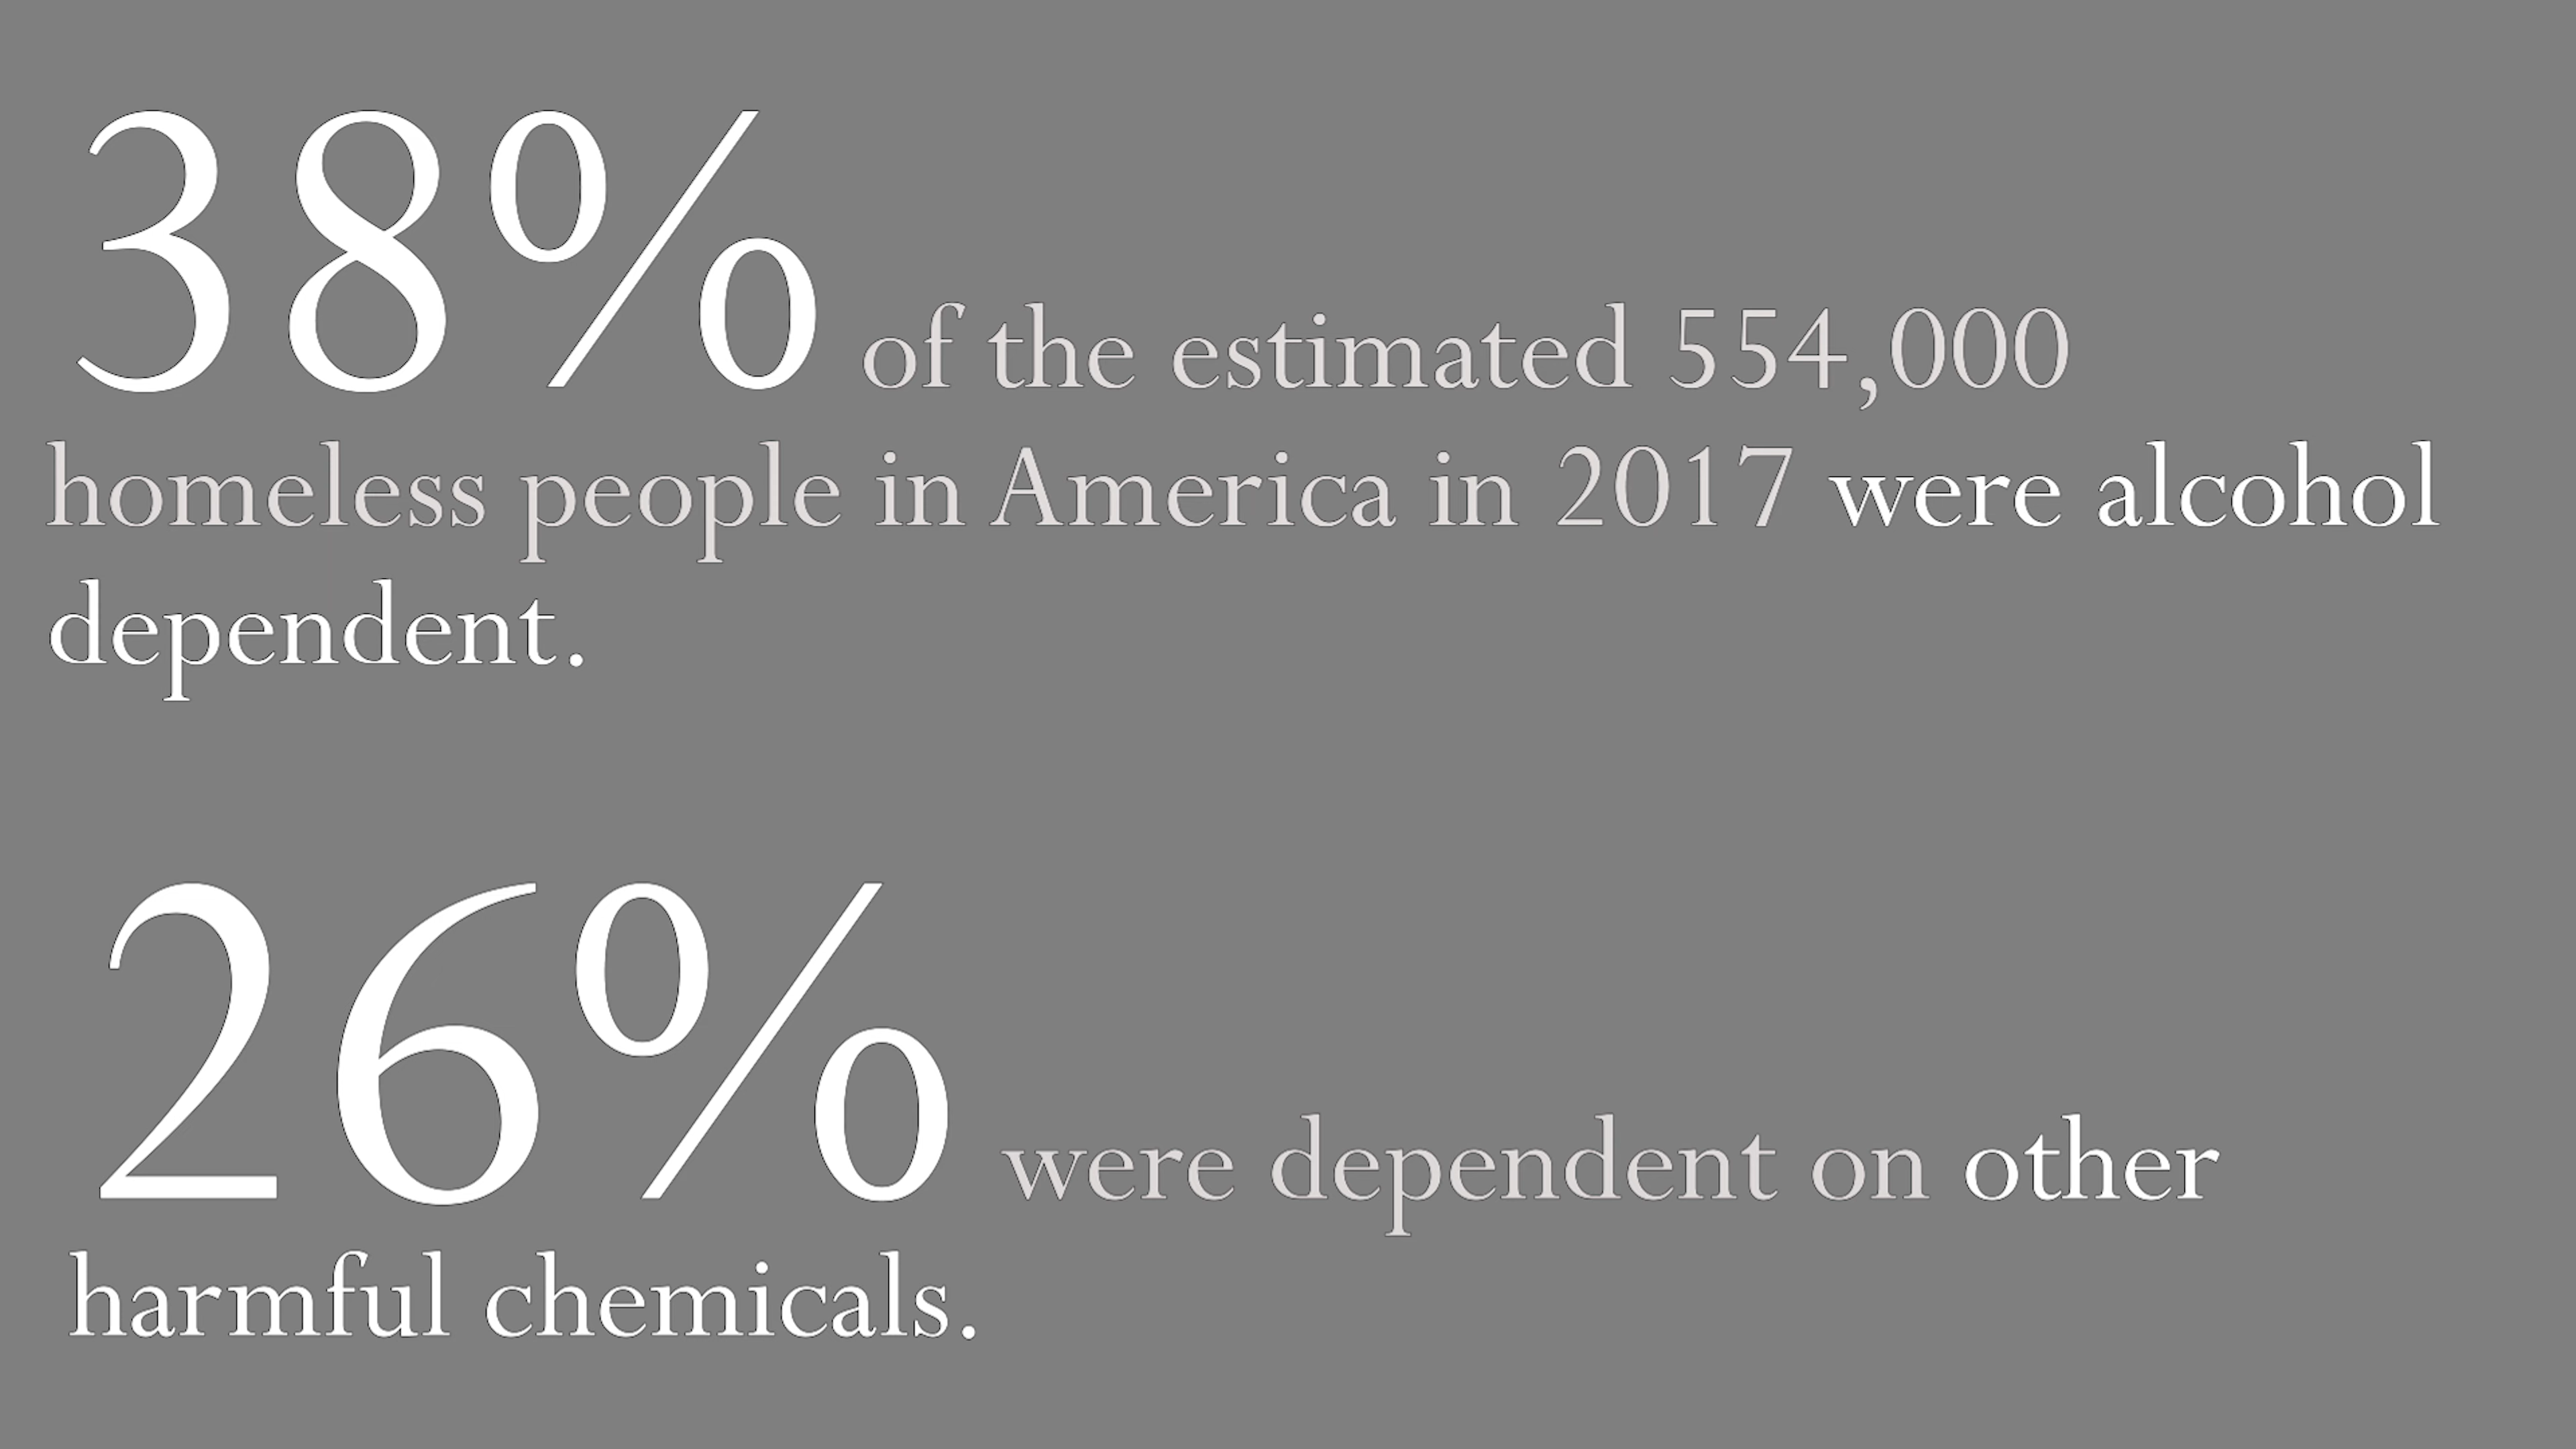 38% of the estimated 554,000
homeless people in America in 2017 were alcohol
dependent.
26% were dependent on other
harmful chemicals.